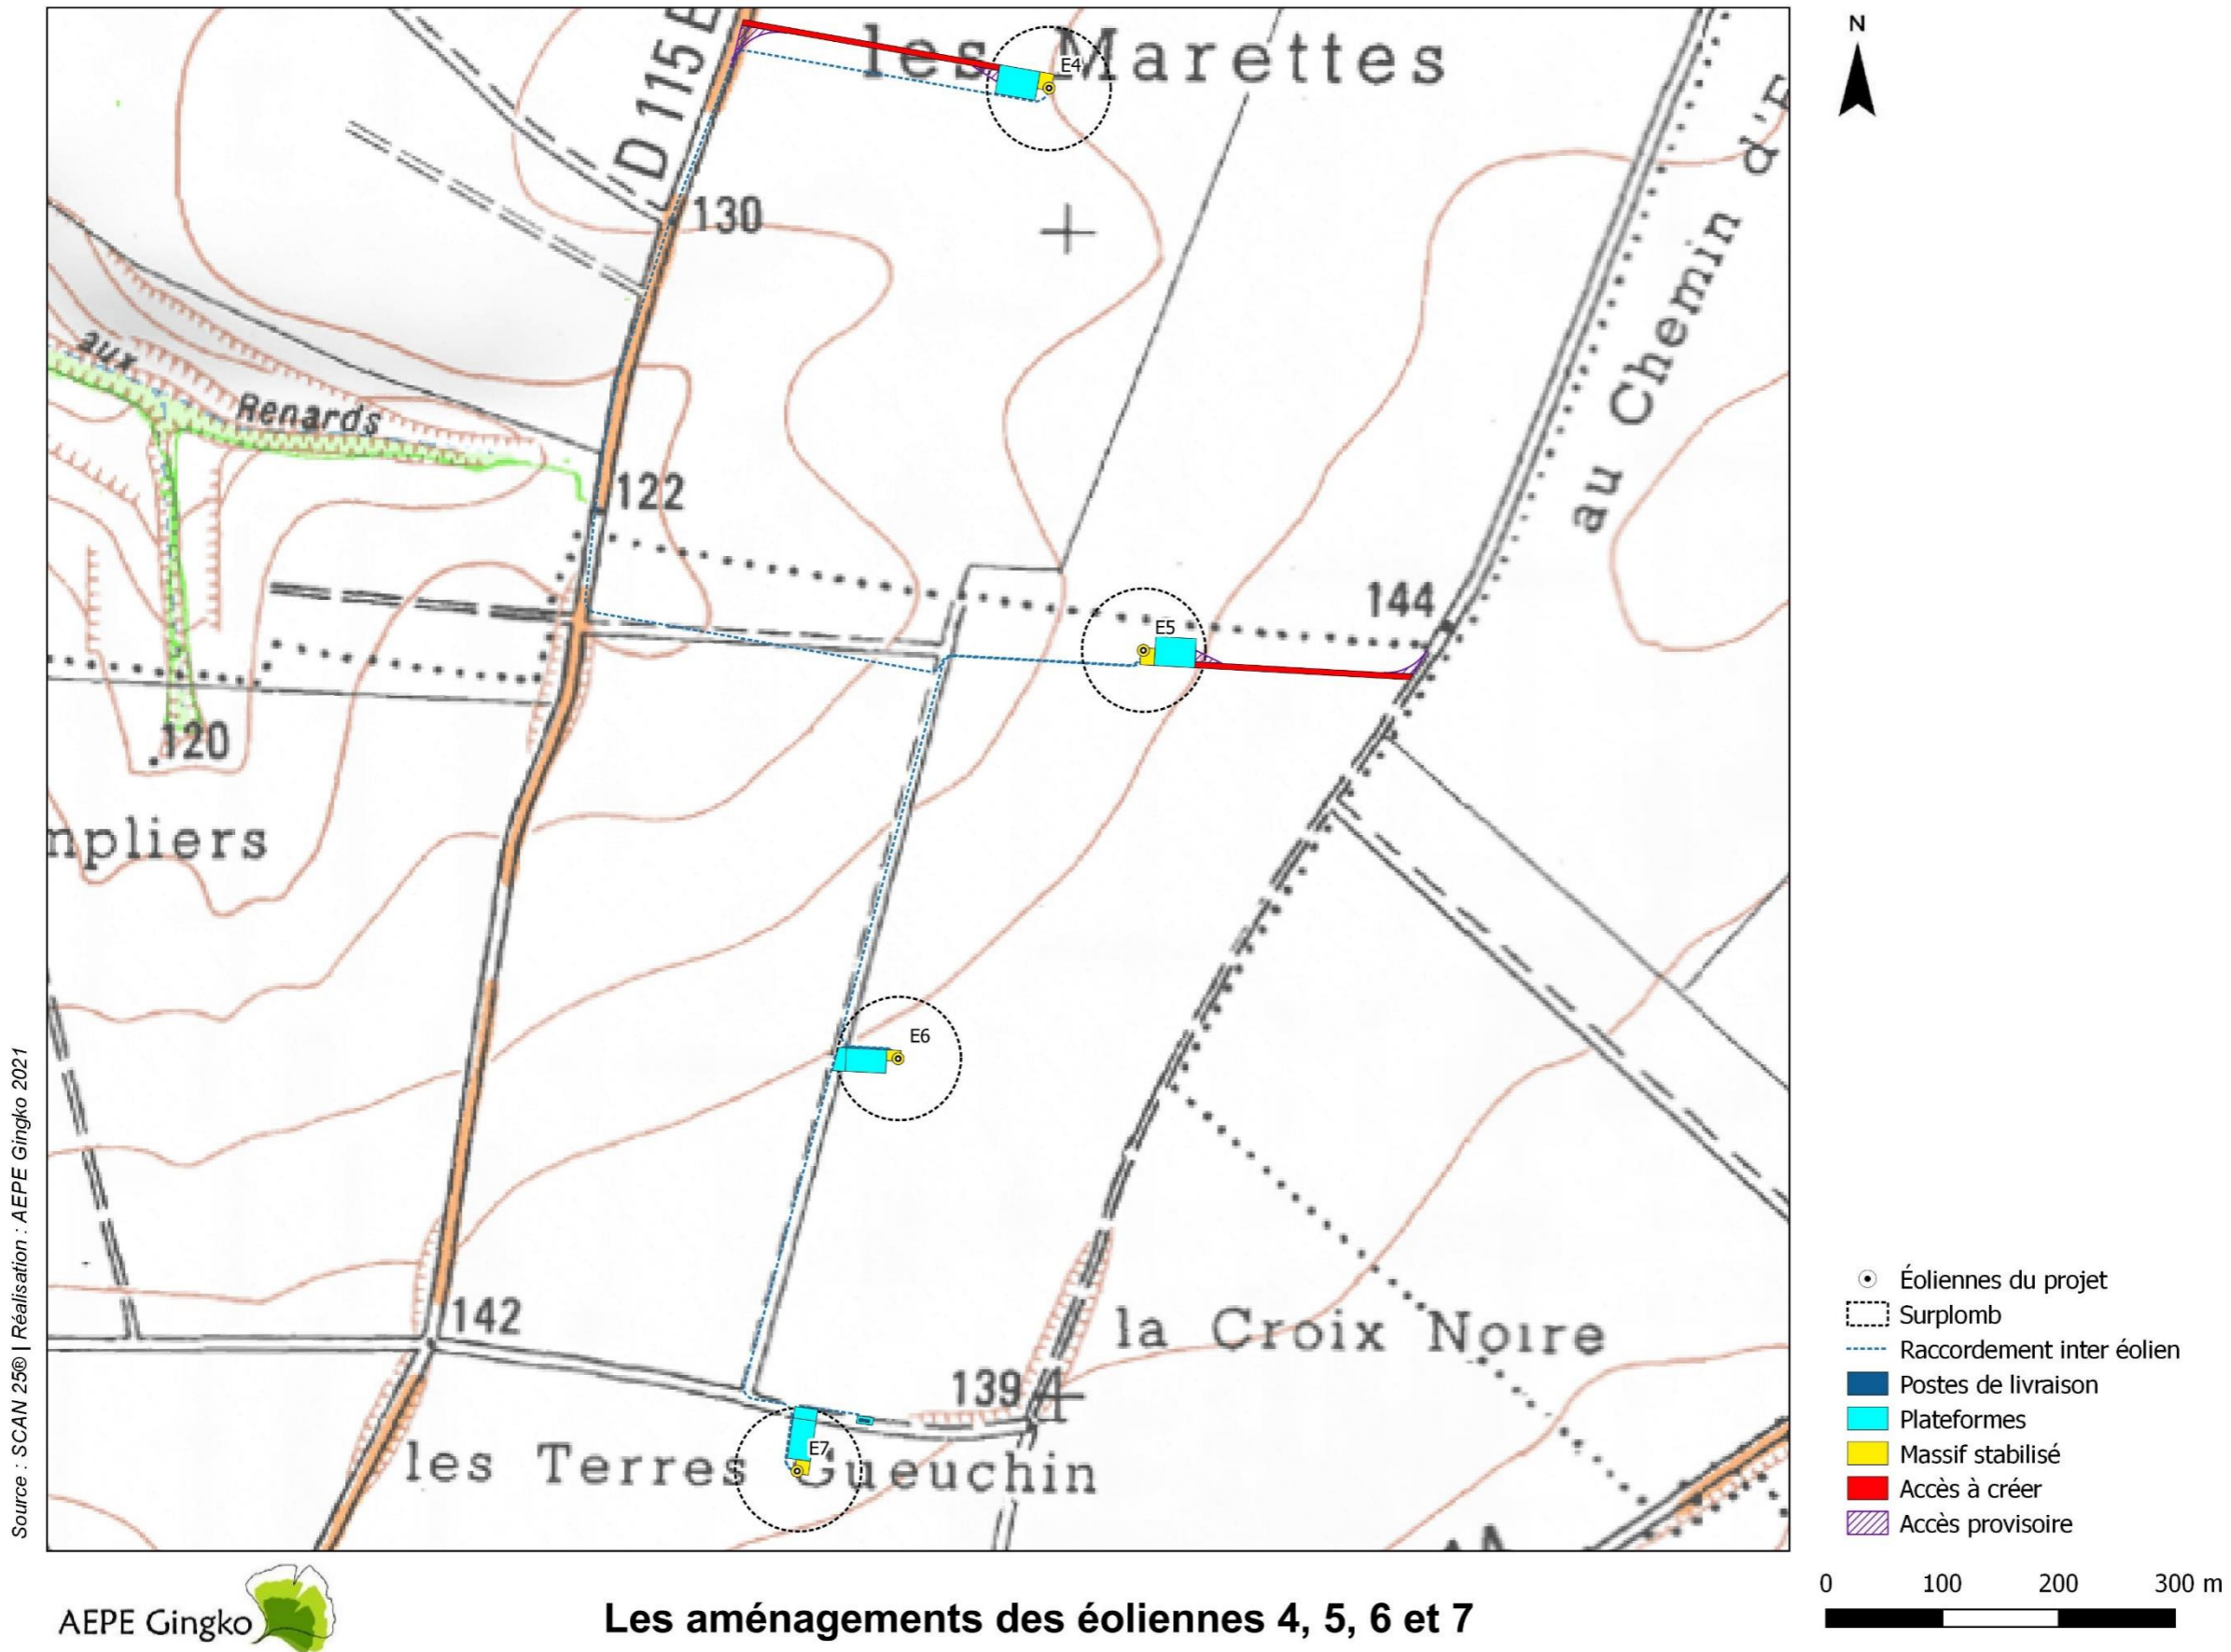 les Marettes
E4
N
D 115 E
130
au Chemin d'E
aux
Renards
122
144
E5
120
mpliers
E6
142
la Croix Noire
139
E7
les Terres Gueuchin
Source : SCAN 25® | Réalisation : AEPE Gingko 2021
Éoliennes du projet
Surplomb
Raccordement inter éolien
Postes de livraison
Plateformes
Massif stabilisé
Accès à créer
Accès provisoire
0 100 200 300 m
AEPE Gingko
Les aménagements des éoliennes 4, 5, 6 et 7